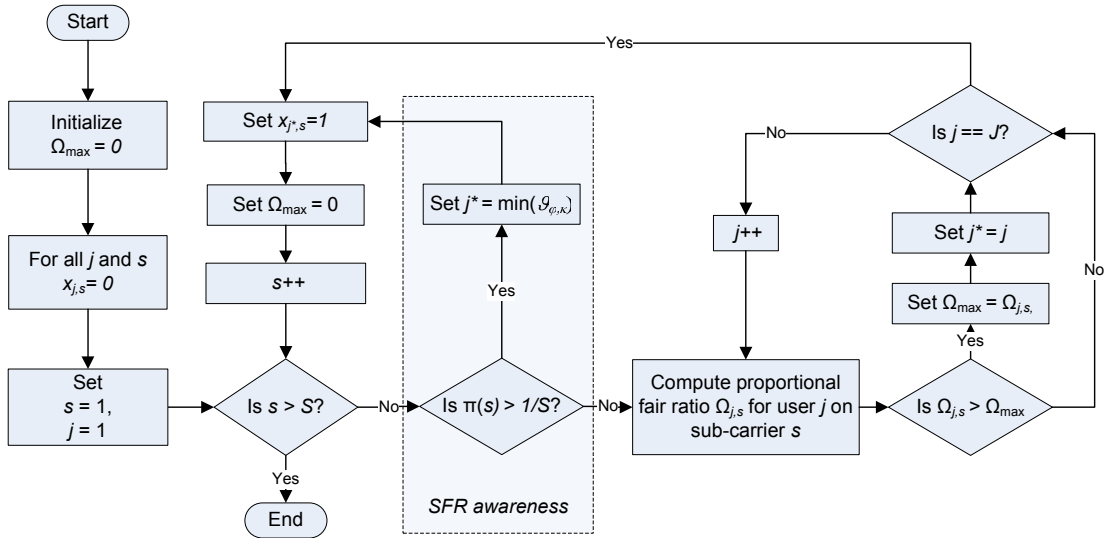 Start
Initialize
Ωmax = 0
For all j and s
xj,s= 0
Set
s = 1,
j = 1
Set xj*,s=1
Set Ωmax = 0
s++
Is s > S?
Yes
End
No
Set j* = min(ϑφ,κ)
Yes
Is π(s) > 1/S?
SFR awareness
No
Yes
No
j++
Compute proportional
fair ratio Ωj,s for user j on
sub-carrier s
Is j == J?
Set j* = j
Set Ωmax = Ωj,s,
Yes
Is Ωj,s > Ωmax
No